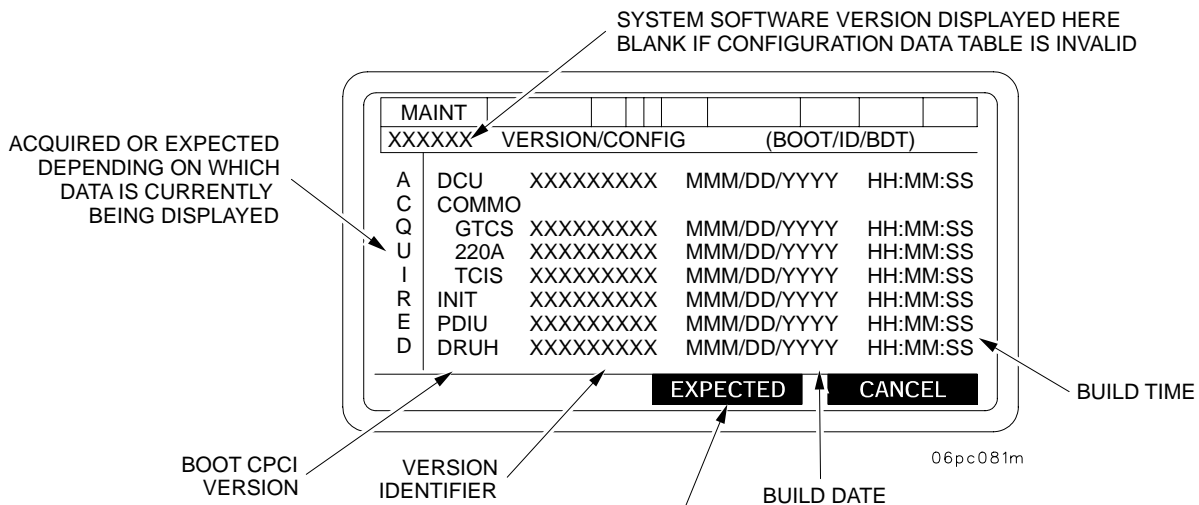 SYSTEM SOFTWARE VERSION DISPLAYED HERE
BLANK IF CONFIGURATION DATA TABLE IS INVALID
ACQUIRED OR EXPECTED
DEPENDING ON WHICH
DATA IS CURRENTLY
BEING DISPLAYED
MAINT
XXXXXX VERSION/CONFIG (BOOT/ID/BDT)
A DCU XXXXXXXXX MMM/DD/YYYY HH:MM:SS
C COMMO
Q GTCS XXXXXXXXX MMM/DD/YYYY HH:MM:SS
U 220A XXXXXXXXX MMM/DD/YYYY HH:MM:SS
I TCIS XXXXXXXXX MMM/DD/YYYY HH:MM:SS
R INIT XXXXXXXXX MMM/DD/YYYY HH:MM:SS
E PDIU XXXXXXXXX MMM/DD/YYYY HH:MM:SS
D DRUH XXXXXXXXX MMM/DD/YYYY HH:MM:SS
EXPECTED CANCEL
BUILD TIME
06pc081m
BOOT CPCI
VERSION
VERSION
IDENTIFIER
BUILD DATE